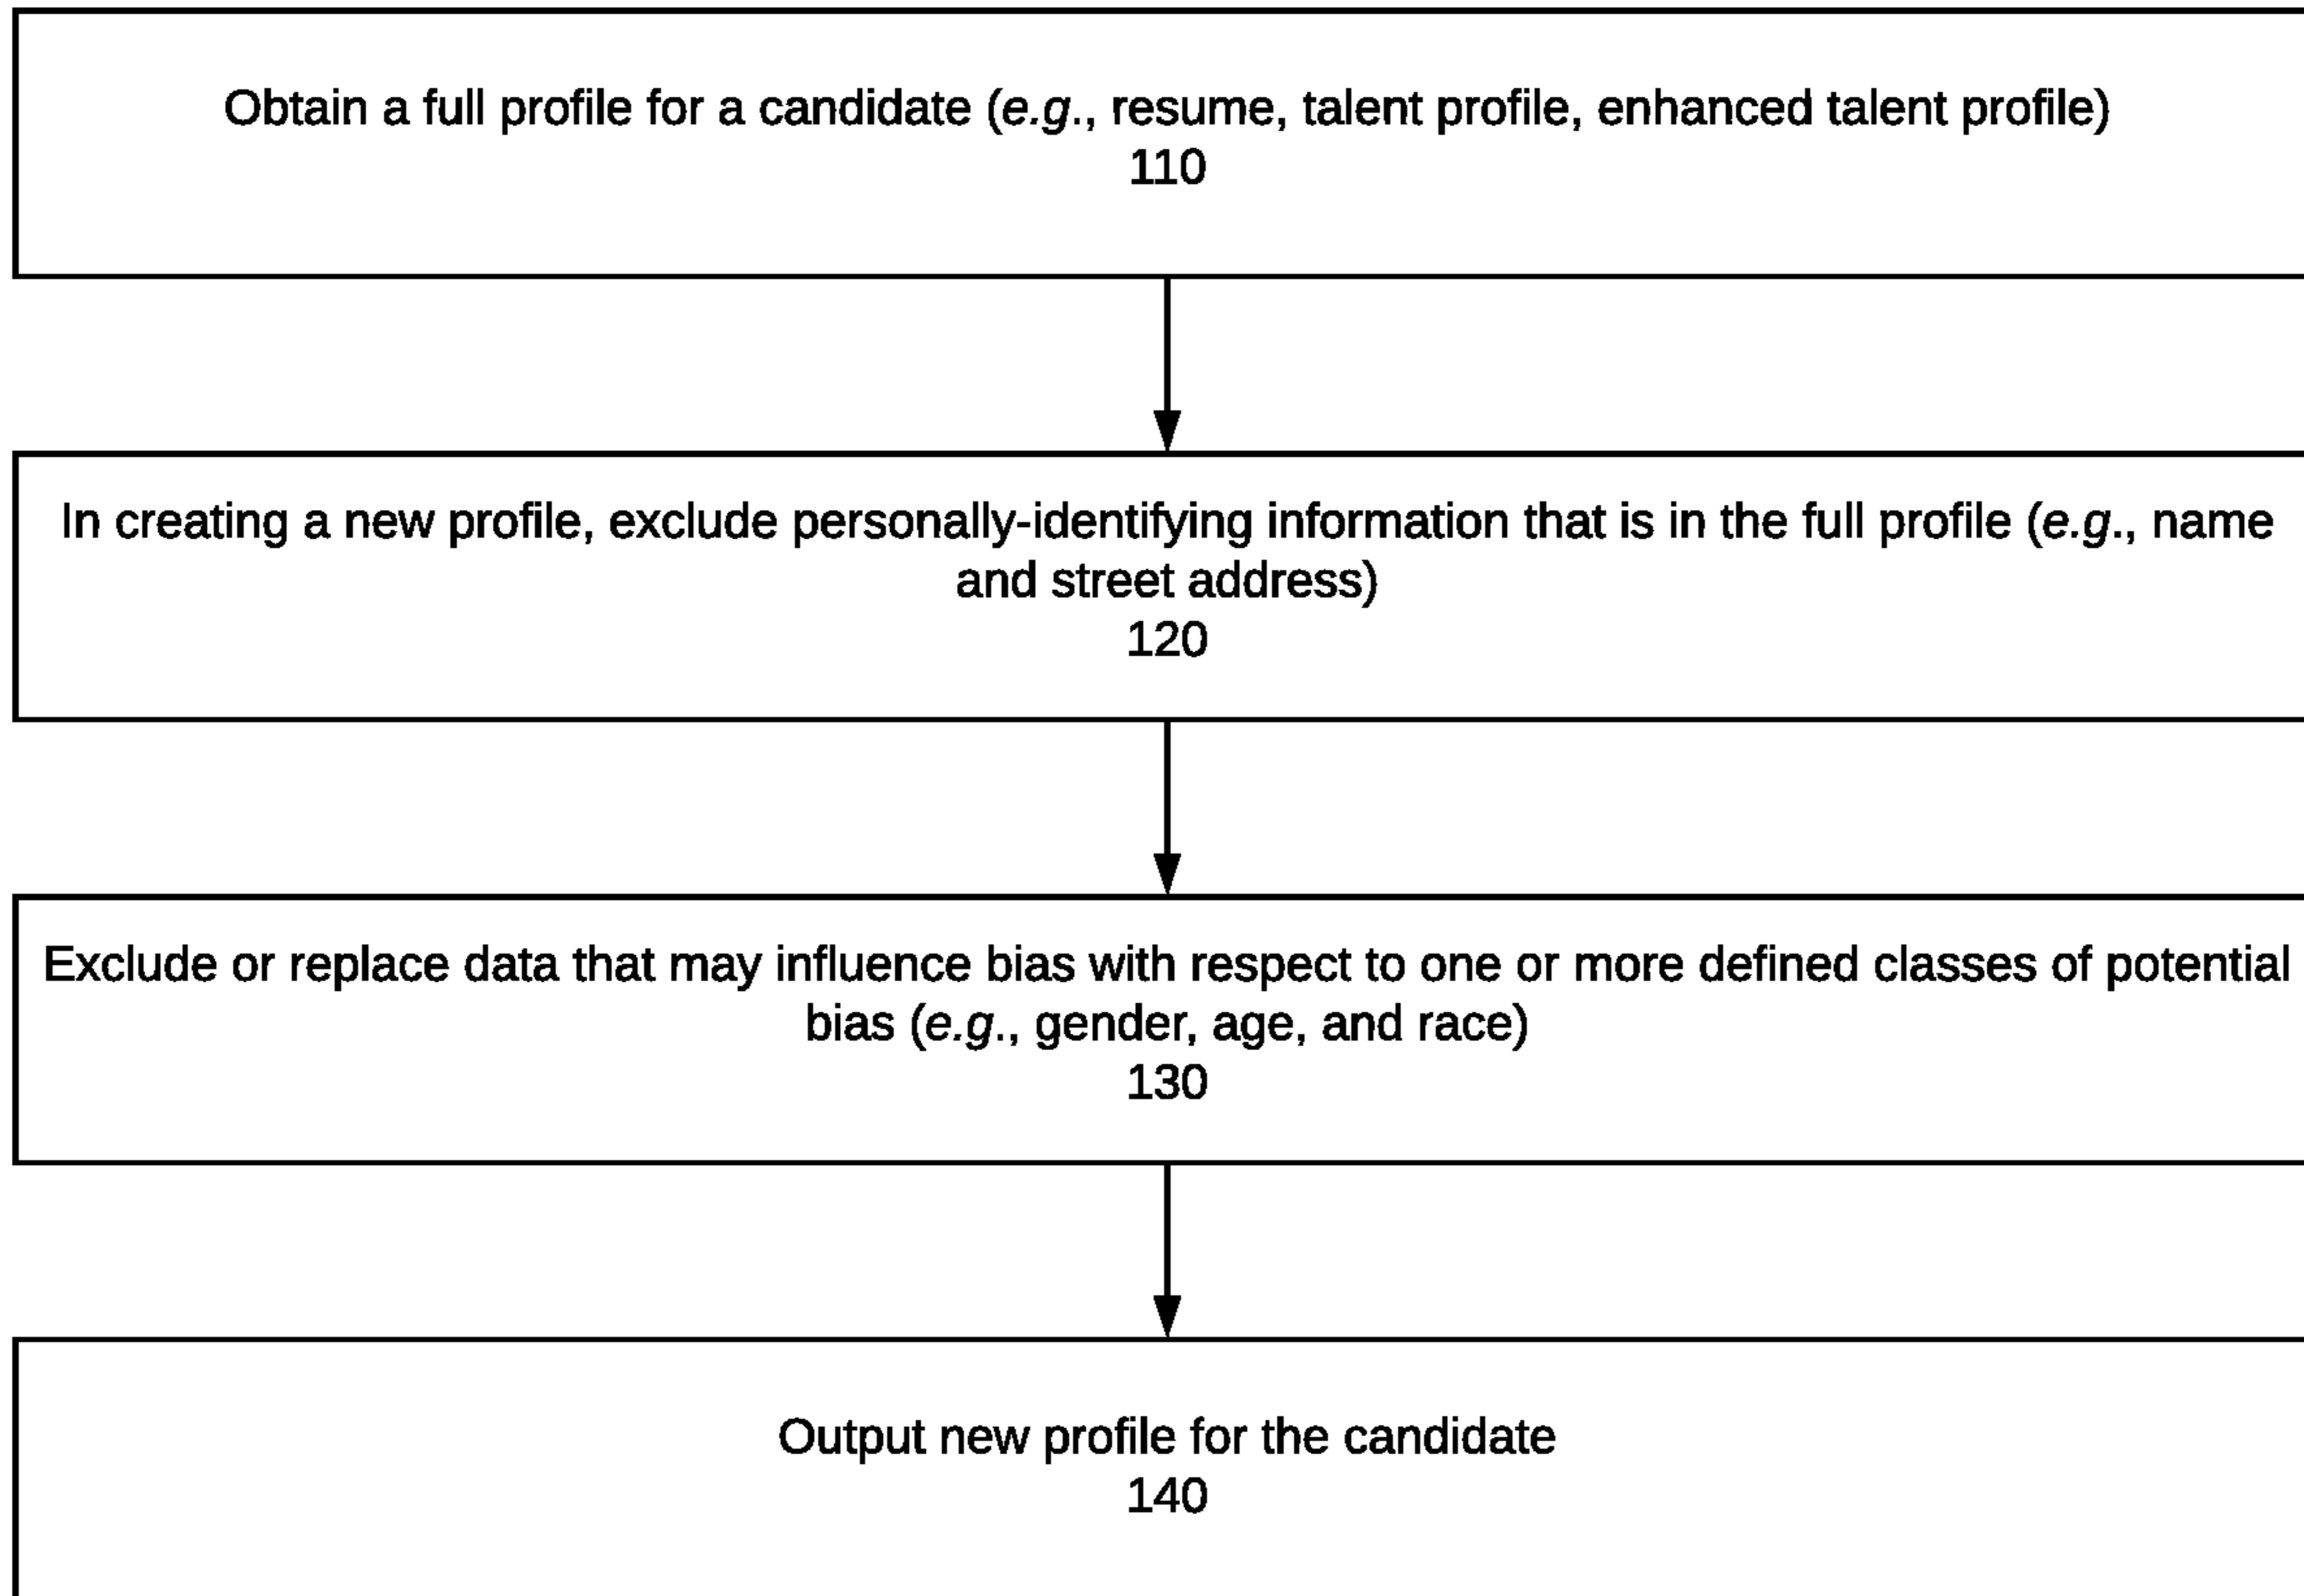 Obtain a full profile for a candidate (e.g., resume, talent profile, enhanced talent profile)
110
In creating a new profile, exclude personally-identifying information that is in the full profile (e.g., name
and street address)
120
Exclude or replace data that may influence bias with respect to one or more defined classes of potential
bias (e.g., gender, age, and race)
130
Output new profile for the candidate
140